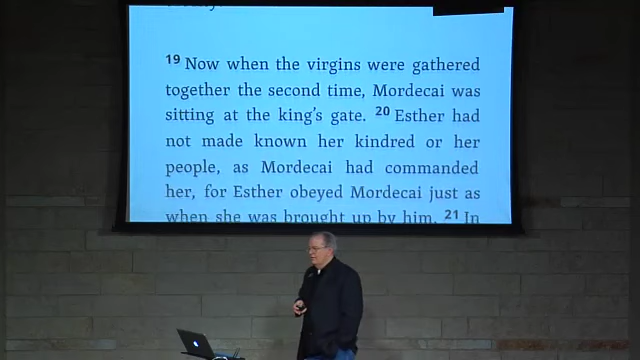 19 Now when the virgins were gathered
together the second time, Mordecai was
sitting at the king's gate. 20 Esther had
not made known her kindred or her
people, as Mordecai had commanded
her, for Esther obeyed Mordecai just as
when she was brought up by him. 21 In